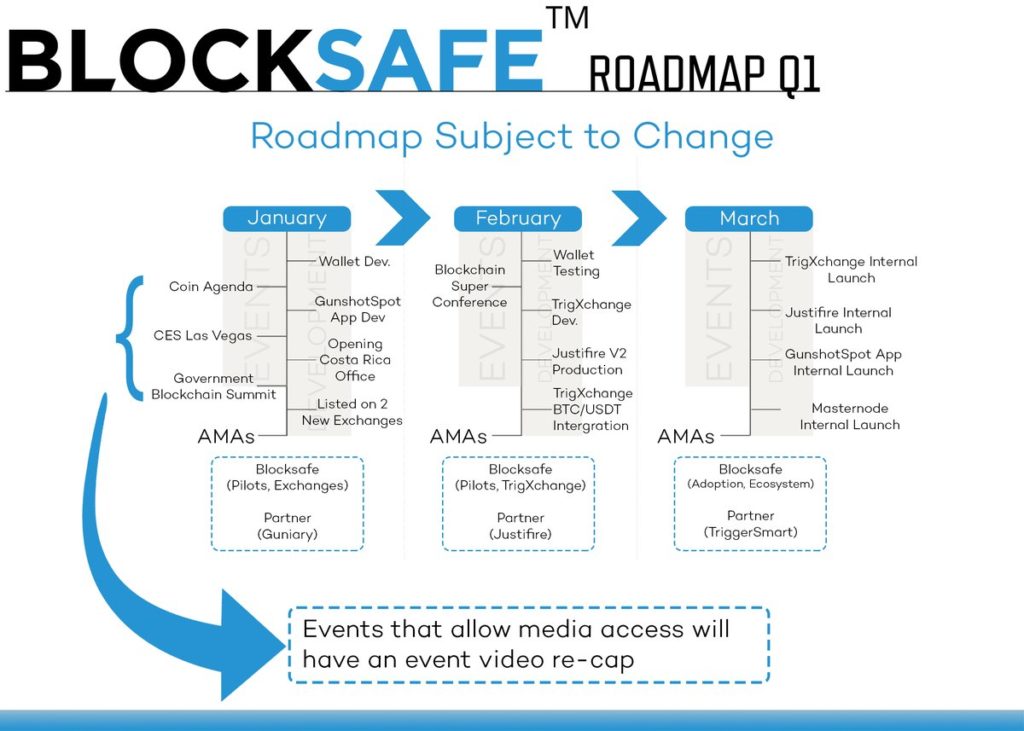 BLOCKSAFE™ ROADMAP Q1
Roadmap Subject to Change
January
EVENTS
DEVELOPMENT
Coin Agenda
CES Las Vegas
Government
Blockchain Summit
Wallet Dev.
GunshotSpot
App Dev
Opening
Costa Rica
Office
Listed on 2
New Exchanges
AMAs
Blocksafe
(Pilots, Exchanges)
Partner
(Guniary)
February
EVENTS
DEVELOPMENT
Blockchain
Super
Conference
Wallet
Testing
TrigXchange
Dev.
Justifire V2
Production
TrigXchange
BTC/USDT
Intergration
AMAs
Blocksafe
(Pilots, TrigXchange)
Partner
(Justifire)
March
EVENTS
DEVELOPMENT
TrigXchange Internal
Launch
Justifire Internal
Launch
GunshotSpot App
Internal Launch
Masternode
Internal Launch
AMAs
Blocksafe
(Adoption, Ecosystem)
Partner
(TriggerSmart)
Events that allow media access will
have an event video re-cap